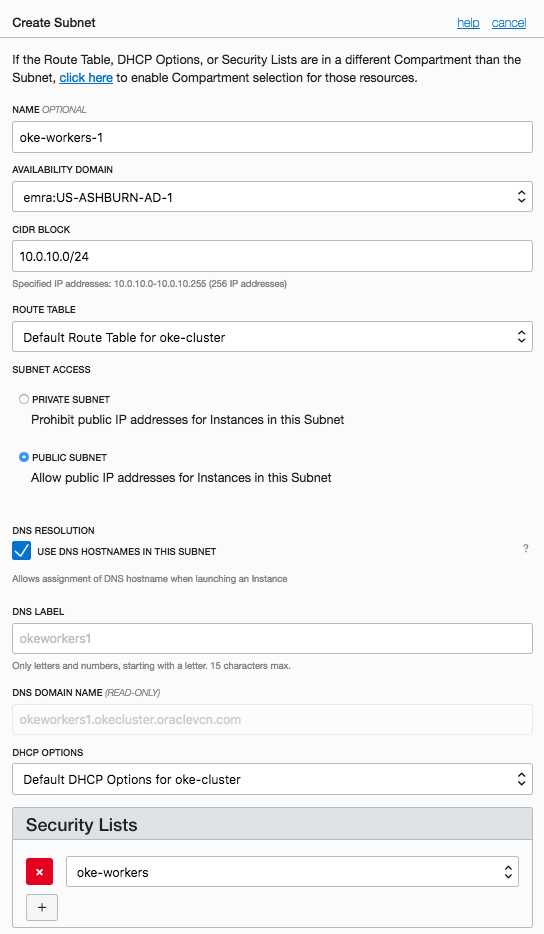 Create Subnet
help cancel
If the Route Table, DHCP Options, or Security Lists are in a different Compartment than the
Subnet, click here to enable Compartment selection for those resources.
NAME OPTIONAL
oke-workers-1
AVAILABILITY DOMAIN
emra:US-ASHBURN-AD-1
CIDR BLOCK
10.0.10.0/24
Specified IP addresses: 10.0.10.0-10.0.10.255 (256 IP addresses)
ROUTE TABLE
Default Route Table for oke-cluster
SUBNET ACCESS
PRIVATE SUBNET
Prohibit public IP addresses for Instances in this Subnet
PUBLIC SUBNET
Allow public IP addresses for Instances in this Subnet
DNS RESOLUTION
USE DNS HOSTNAMES IN THIS SUBNET
?
Allows assignment of DNS hostname when launching an Instance
DNS LABEL
okeworkers1
Only letters and numbers, starting with a letter. 15 characters max.
DNS DOMAIN NAME (READ-ONLY)
okeworkers1.okecluster.oraclevcn.com
DHCP OPTIONS
Default DHCP Options for oke-cluster
Security Lists
× oke-workers
+